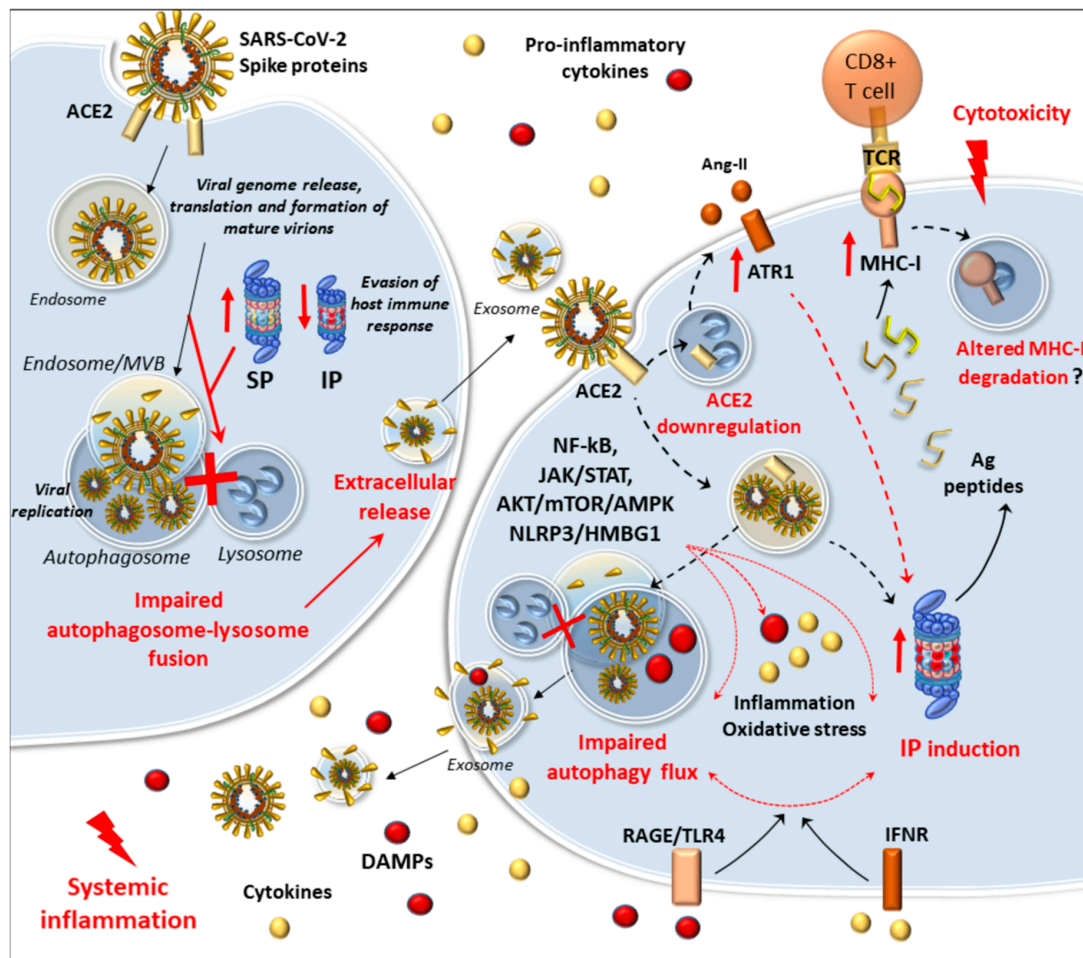 SARS-CoV-2
Spike proteins
ACE2
Viral genome release,
translation and formation of
mature virions
Endosome
Evasion of
host immune
response
SP
IP
Endosome/MVB
Viral
replication
Autophagosome
Lysosome
Impaired
autophagosome-lysosome
fusion
Extracellular
release
Exosome
Pro-inflammatory
cytokines
CD8+
T cell
TCR
Cytotoxicity
Ang-II
ATR1
MHC-I
Altered MHC-I
degradation ?
ACE2
ACE2
downregulation
Ag
peptides
NF-kB,
JAK/STAT,
AKT/mTOR/AMPK
NLRP3/HMBG1
Inflammation
Oxidative stress
Impaired
autophagy flux
IP induction
Exosome
RAGE/TLR4
IFNR
DAMPs
Cytokines
Systemic
inflammation